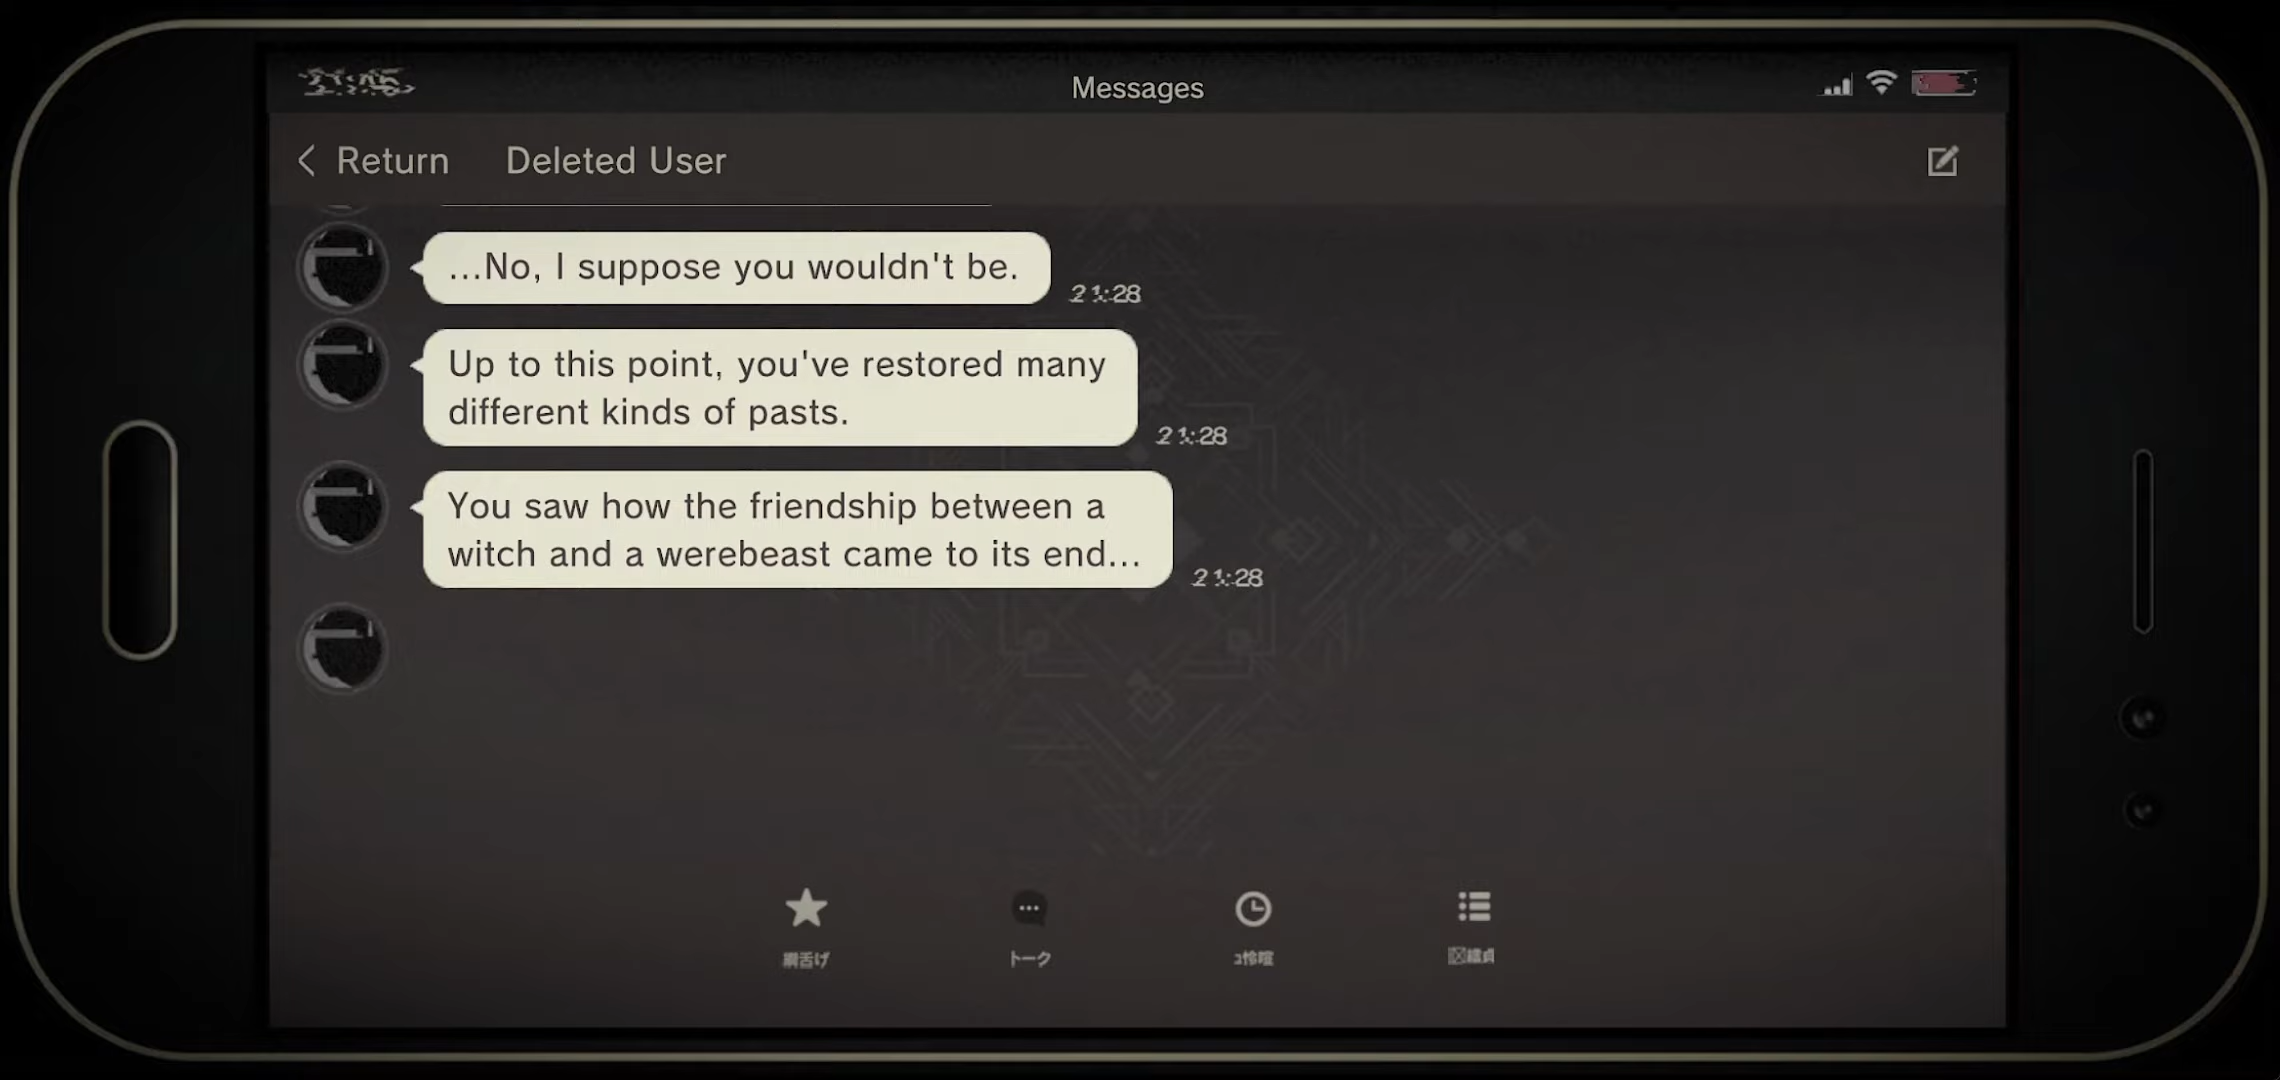 Messages
Return Deleted User
...No, I suppose you wouldn't be.
21:28
Up to this point, you've restored many
different kinds of pasts.
21:28
You saw how the friendship between a
witch and a werebeast came to its end...
21:28
トーク